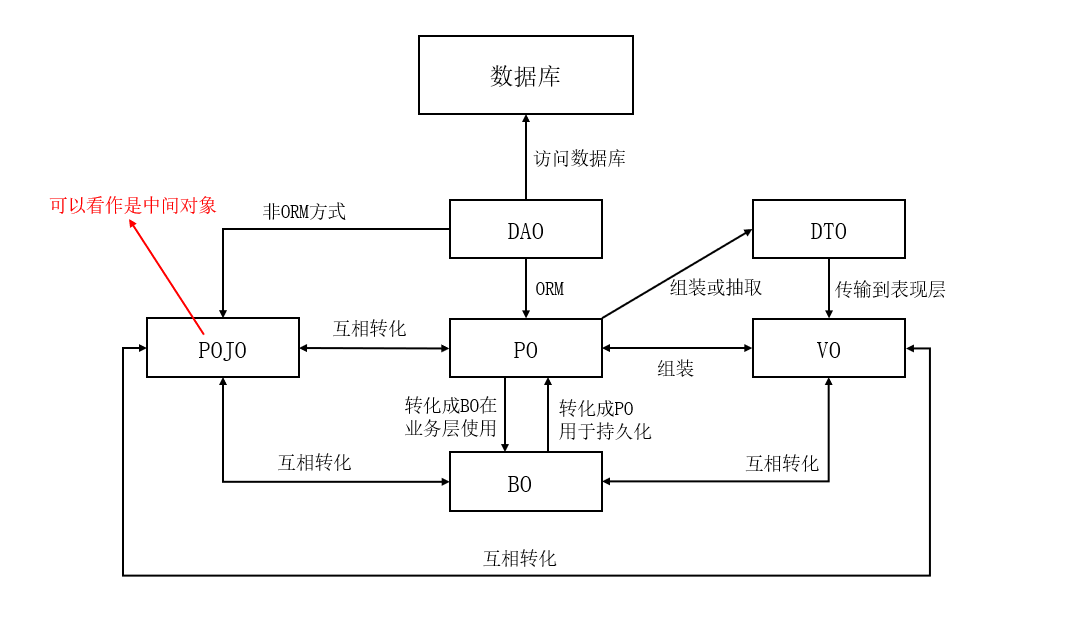 数据库
访问数据库
可以看作是中间对象
非ORM方式
DAO
DTO
ORM
组装或抽取
传输到表现层
互相转化
POJO
PO
VO
组装
转化成BO在
业务层使用
转化成PO
用于持久化
互相转化
互相转化
BO
互相转化